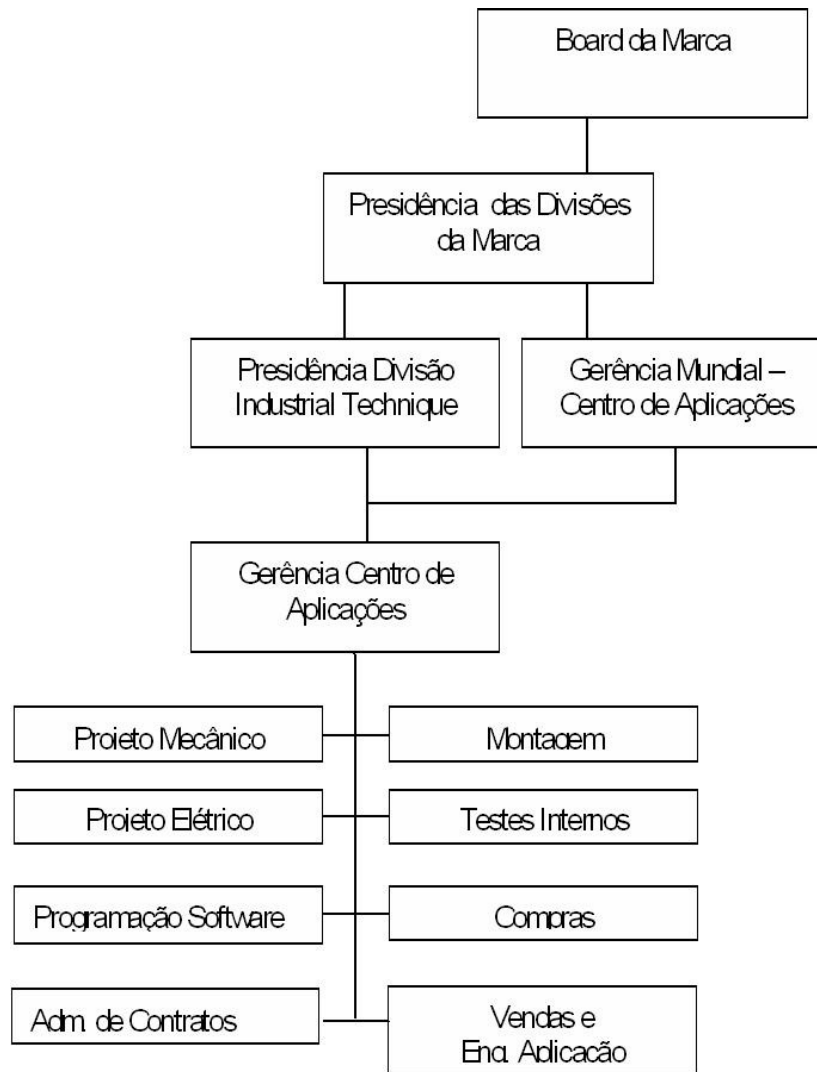 Board da Marca
Presidência das Divisões
da Marca
Presidência Divisão
Industrial Technique
Gerência Mundial –
Centro de Aplicações
Gerência Centro de
Aplicações
Projeto Mecânico
Montagem
Projeto Elétrico
Testes Internos
Programação Software
Compras
Adm. de Contratos
Vendas e
Eng. Aplicação